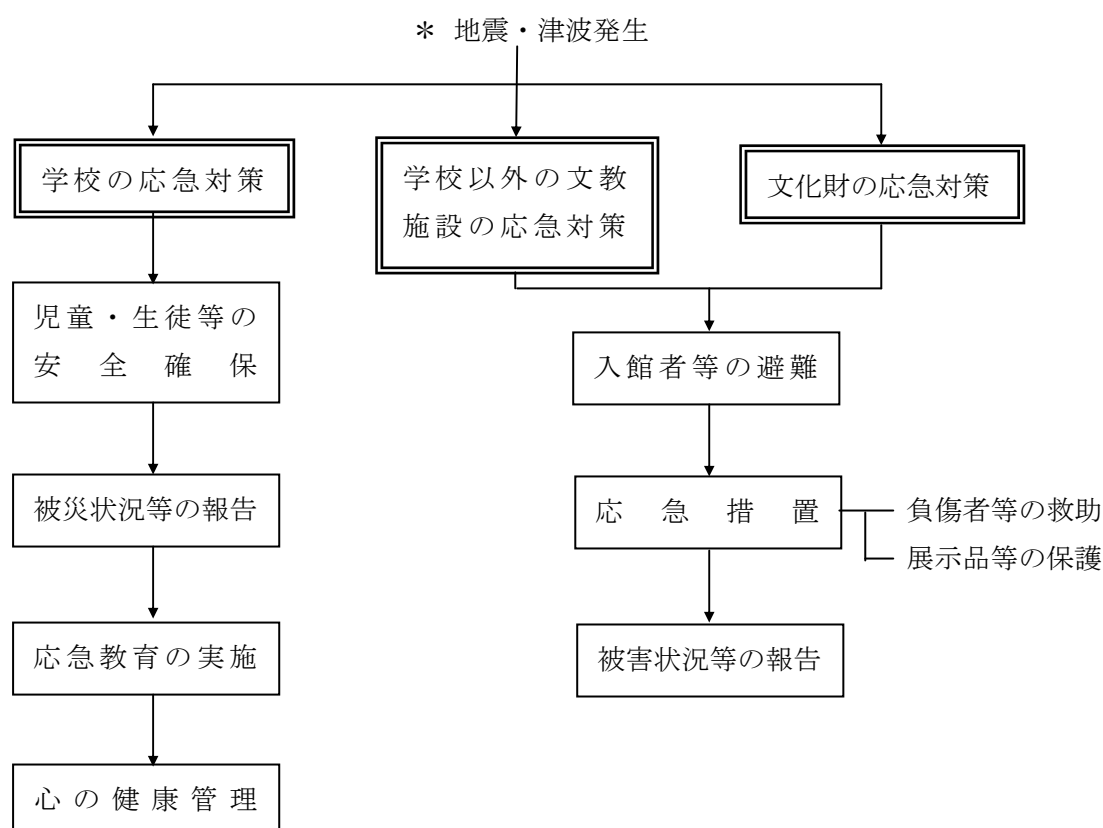 ＊ 地震・津波発生
学校の応急対策
学校以外の文教
施設の応急対策
文化財の応急対策
児童・生徒等の
安全確保
被災状況等の報告
応急教育の実施
心の健康管理
入館者等の避難
応急措置
負傷者等の救助
展示品等の保護
被害状況等の報告